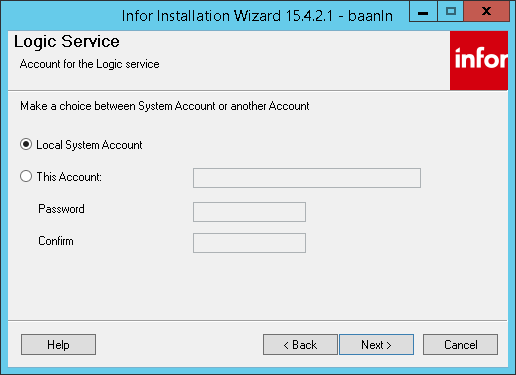 Infor Installation Wizard 15.4.2.1 - baanIn
Logic Service
Account for the Logic service
infor
Make a choice between System Account or another Account
Local System Account
This Account:
Password
Confirm
Help
< Back
Next >
Cancel